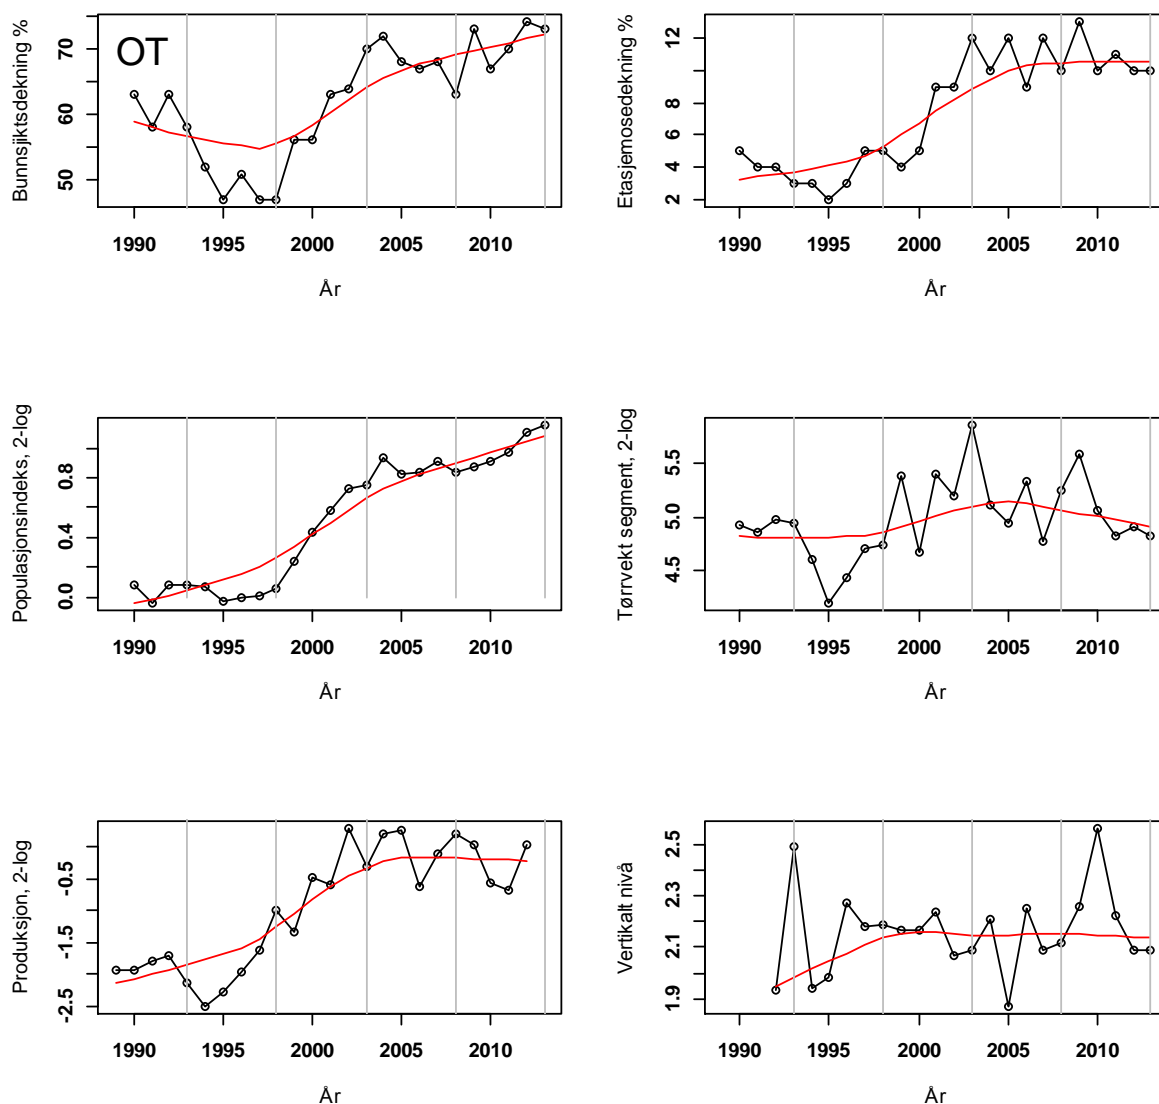 OT
Bunnsjiktsdekning %
50 60 70
1990 1995 2000 2005 2010
År
Etasjemosedekning %
2 4 6 8 10 12
1990 1995 2000 2005 2010
År
Populasjonsindeks, 2-log
0.0 0.4 0.8
1990 1995 2000 2005 2010
År
Tørrvekt segment, 2-log
4.5 5.0 5.5
1990 1995 2000 2005 2010
År
Produksjon, 2-log
-2.5 -1.5 -0.5
1990 1995 2000 2005 2010
År
Vertikalt nivå
1.9 2.1 2.3 2.5
1990 1995 2000 2005 2010
År